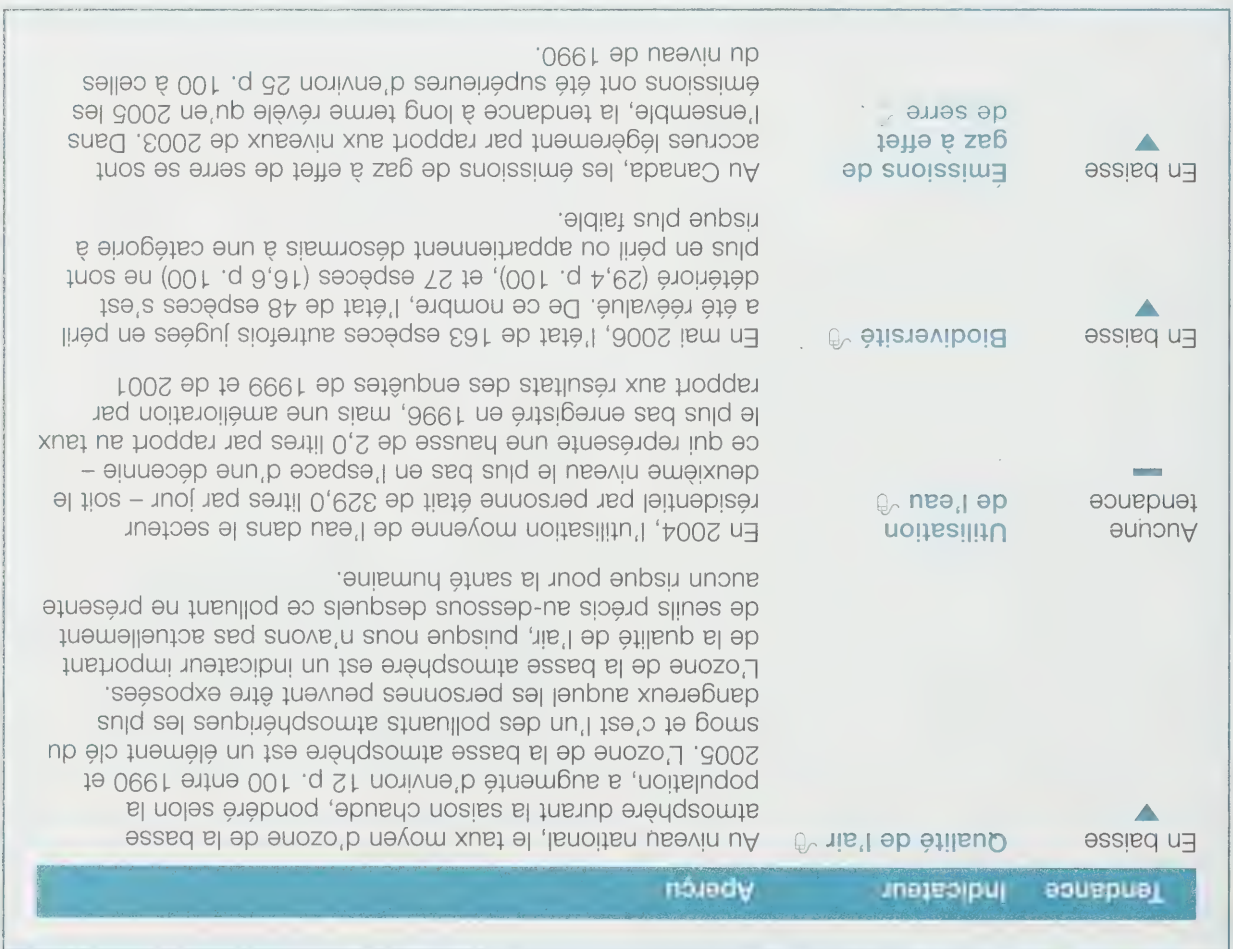 Tendance Indicateur Aperçu
En baisse Qualité de l'air Au niveau national, le taux moyen d'ozone de la basse
atmosphère durant la saison chaude, pondéré selon la
population, a augmenté d'environ 12 p. 100 entre 1990 et
2005. L'ozone de la basse atmosphère est un élément clé du
smog et c'est l'un des polluants atmosphériques les plus
dangereux auquel les personnes peuvent être exposées.
L'ozone de la basse atmosphère est un indicateur important
de la qualité de l'air, puisque nous n'avons pas actuellement
de seuils précis au-dessous desquels ce polluant ne présente
aucun risque pour la santé humaine.
Aucune Utilisation En 2004, l'utilisation moyenne de l'eau dans le secteur
tendance de l'eau résidentiel par personne était de 329,0 litres par jour – soit le
deuxième niveau le plus bas en l'espace d'une décennie –
ce qui représente une hausse de 2,0 litres par rapport au taux
le plus bas enregistré en 1996, mais une amélioration par
rapport aux résultats des enquêtes de 1999 et de 2001
En baisse Biodiversité En mai 2006, l'état de 163 espèces autrefois jugées en péril
a été réévalué. De ce nombre, l'état de 48 espèces s'est
détérioré (29,4 p. 100), et 27 espèces (16,6 p. 100) ne sont
plus en péril ou appartiennent désormais à une catégorie à
risque plus faible.
En baisse Émissions de Au Canada, les émissions de gaz à effet de serre se sont
gaz à effet accrues légèrement par rapport aux niveaux de 2003. Dans
de serre l'ensemble, la tendance à long terme révèle qu'en 2005 les
émissions ont été supérieures d'environ 25 p. 100 à celles
du niveau de 1990.